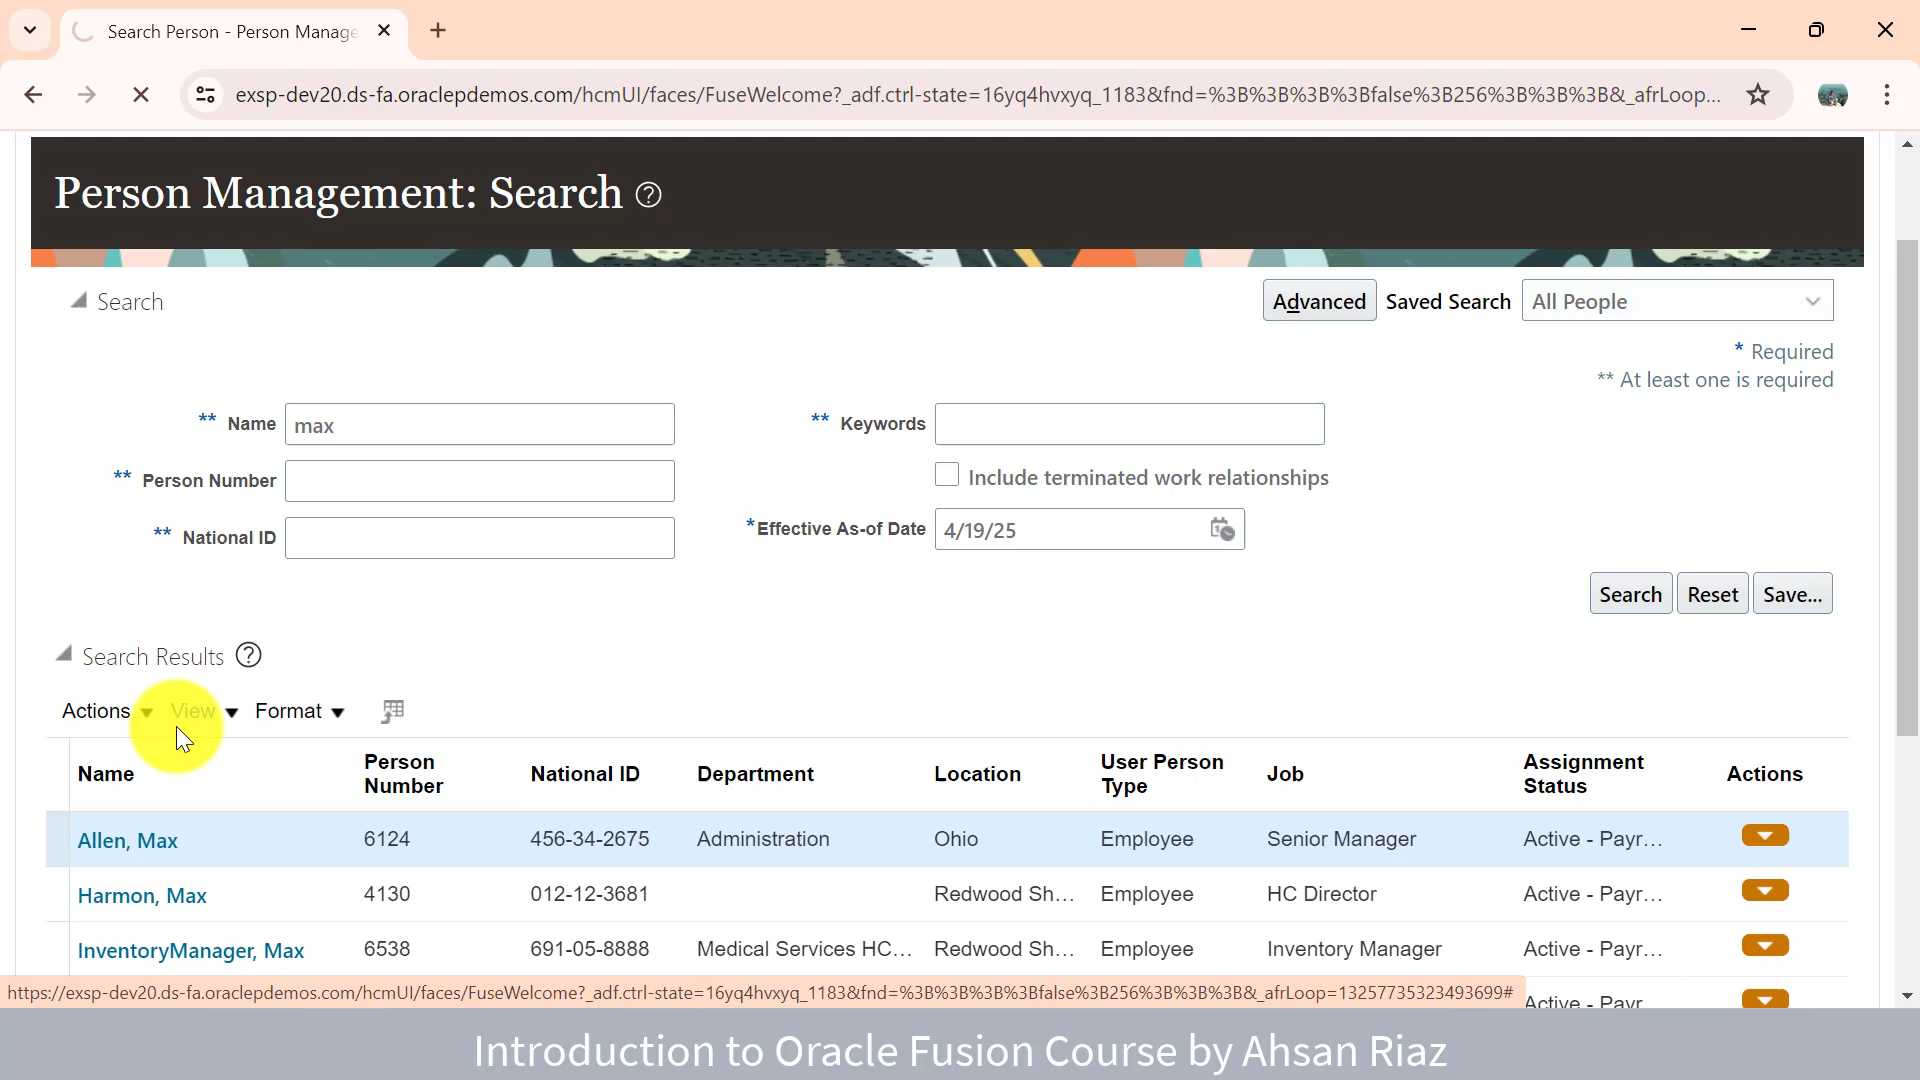 Search Person - Person Manage
exsp-dev20.ds-fa.oraclepdemos.com/hcmUI/faces/FuseWelcome?_adf.ctrl-state=16yq4hvxyq_1183&fnd=%3B%3B%3B%3Bfalse%3B256%3B%3B%3B&_afrLoop...
Person Management: Search ?
Search
Advanced Saved Search All People
* Required
** At least one is required
** Name max
** Keywords
** Person Number
Include terminated work relationships
** National ID
*Effective As-of Date 4/19/25
Search Reset Save...
Search Results ?
Actions View Format
Name Person Number National ID Department Location User Person Type Job Assignment Status Actions
Allen, Max 6124 456-34-2675 Administration Ohio Employee Senior Manager Active - Payr...
Harmon, Max 4130 012-12-3681 Redwood Sh... Employee HC Director Active - Payr...
InventoryManager, Max 6538 691-05-8888 Medical Services HC... Redwood Sh... Employee Inventory Manager Active - Payr...
https://exsp-dev20.ds-fa.oraclepdemos.com/hcmUI/faces/FuseWelcome?_adf.ctrl-state=16yq4hvxyq_1183&fnd=%3B%3B%3B%3Bfalse%3B256%3B%3B%3B&_afrLoop=13257735323493699#
Active - Payr
Introduction to Oracle Fusion Course by Ahsan Riaz